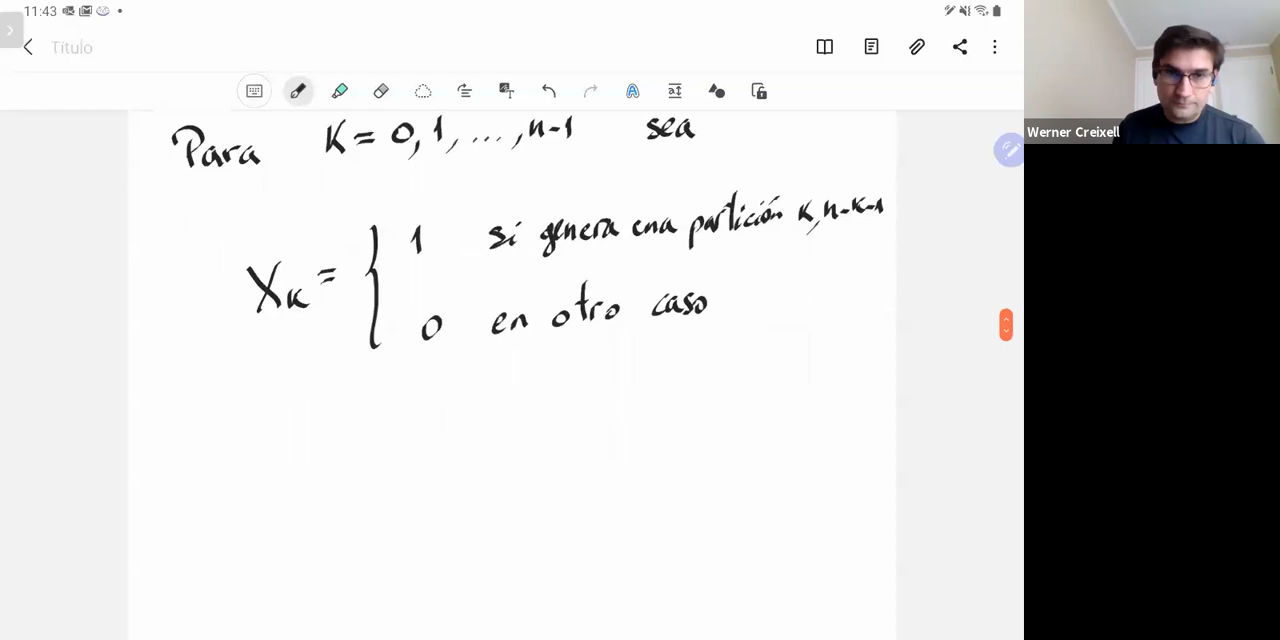 11:43
Título
Para K = 0, 1, ..., n-1 sea
X_K = { 1 si genera una partición K, n-K-1
0 en otro caso
Werner Creixell